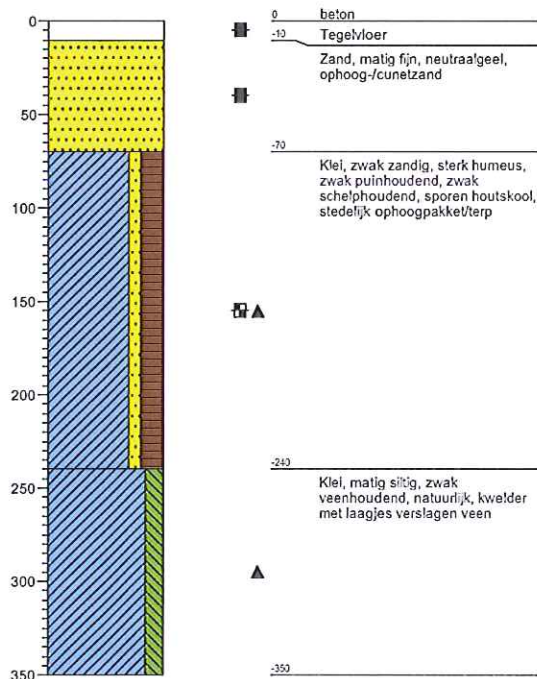 0
50
100
150
200
250
300
350
0 beton
-10 Tegelvloer
Zand, matig fijn, neutraalgeel,
ophoog-/cunetzand
-70
Klei, zwak zandig, sterk humeus,
zwak puinhoudend, zwak
schelphoudend, sporen houtskool,
stedelijk ophoogpakket/terp
-240
Klei, matig siltig, zwak
veenhoudend, natuurlijk, kwelder
met laagjes verslagen veen
-350